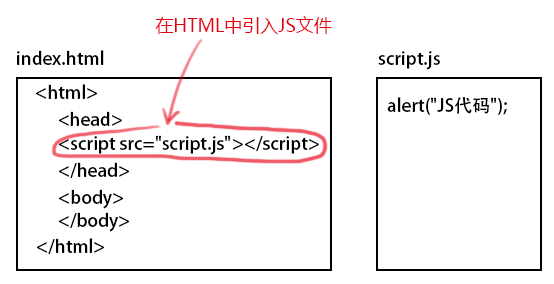 在HTML中引入JS文件
index.html
<html>
<head>
<script src="script.js"></script>
</head>
<body>
</body>
</html>
script.js
alert("JS代码");